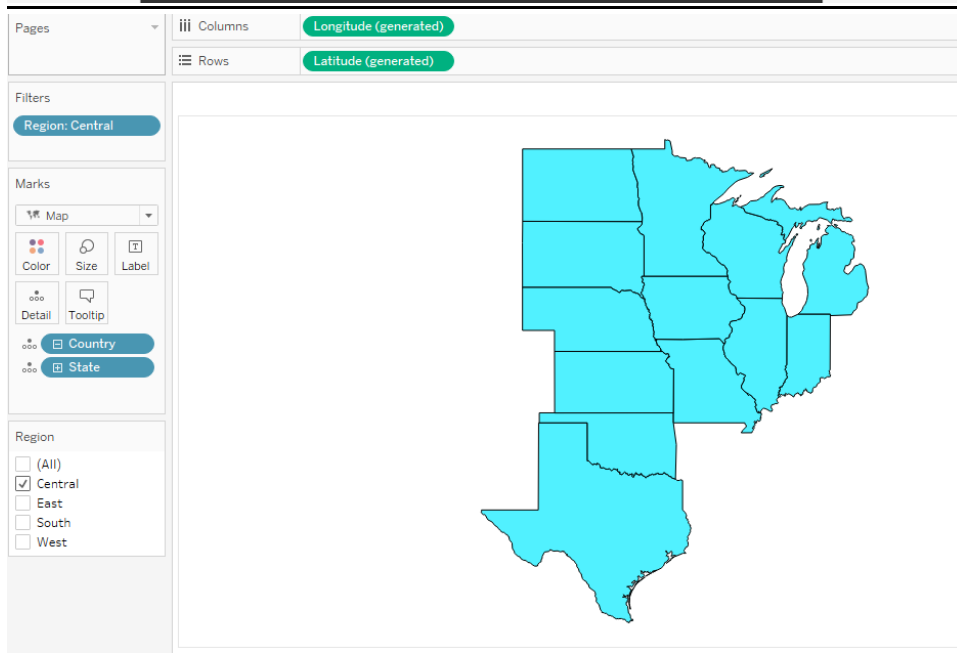 Pages
Columns
Longitude (generated)
Rows
Latitude (generated)
Filters
Region: Central
Marks
Map
Color
Size
Label
Detail
Tooltip
Country
State
Region
(All)
Central
East
South
West